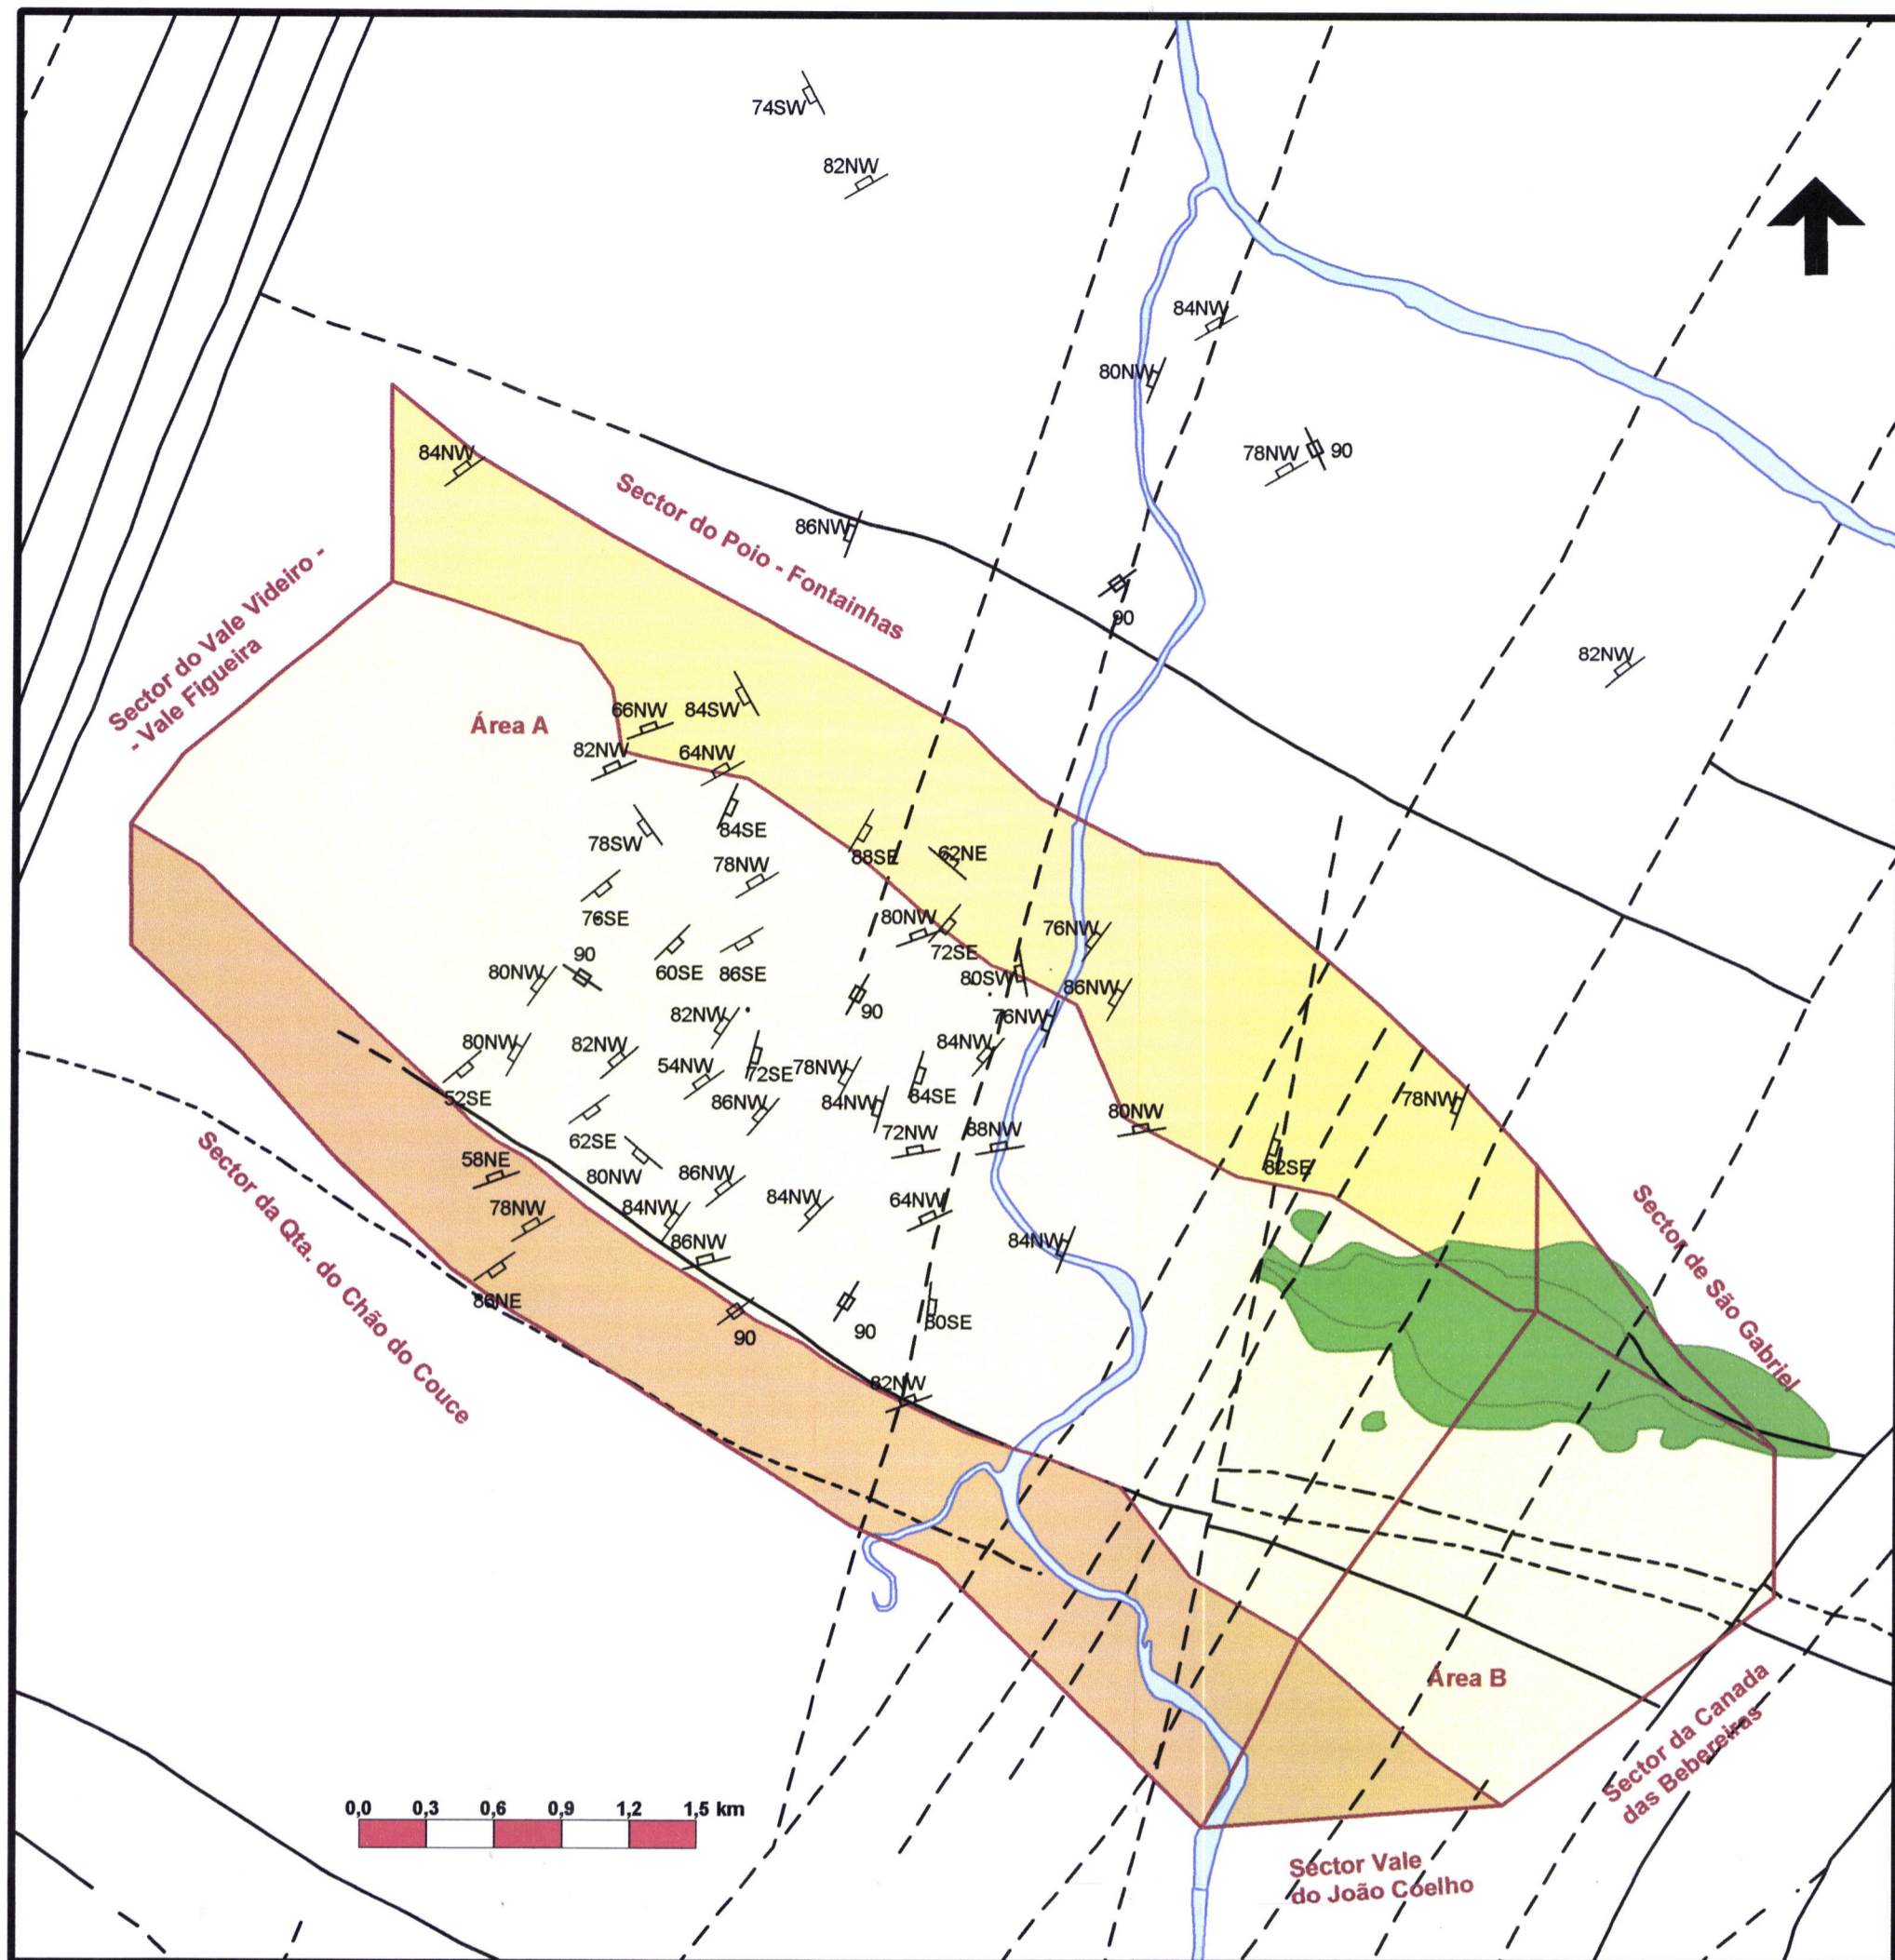 74SW
82NW
84NW
80NW
78NW
90
84NW
86NW
Sector do Poio - Fontainhas
90
82NW
Sector do Vale Videiro -
- Vale Figueira
Área A
66NW
84SW
82NW
64NW
84SE
78SW
88SE
62NE
78NW
76SE
80NW
72SE
76NW
90
60SE
86SE
80SW
80NW
86NW
90
82NW
76NW
80NW
82NW
84NW
54NW
72SE
78NW
52SE
86NW
84NW
84SE
78NW
80NW
62SE
72NW
88NW
58NE
80NW
86NW
82SE
78NW
84NW
84NW
64NW
86NW
84NW
Sector da Qta. do Chão do Couce
86NE
90
90
80SE
82NW
Sector de São Gabriel
Área B
Sector da Canada
das Bebereiras
0,0 0,3 0,6 0,9 1,2 1,5 km
Sector Vale
do João Coelho